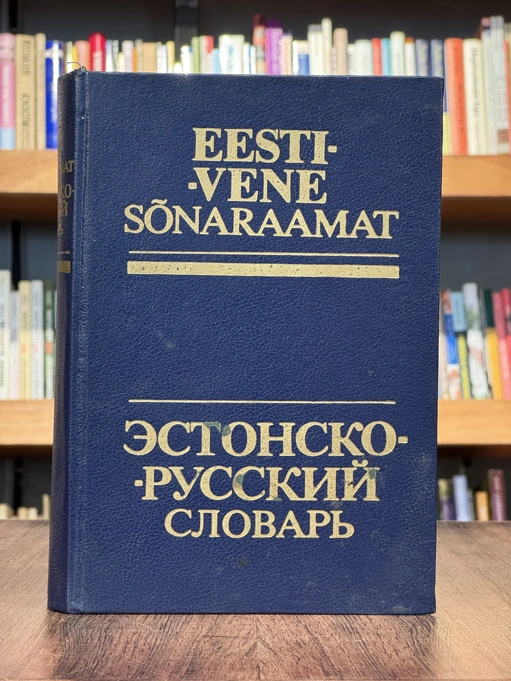 EESTI-
-VENE
SÕNARAAMAT
ЭСТОНСКО-
-РУССКИЙ
СЛОВАРЬ